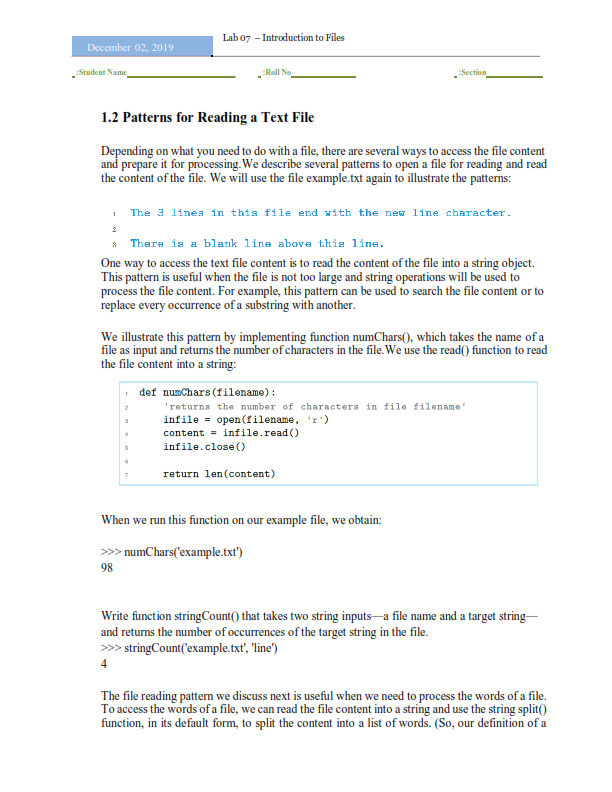 Lab 07 – Introduction to Files
December 02, 2019
:Student Name :Roll No :Section
1.2 Patterns for Reading a Text File
Depending on what you need to do with a file, there are several ways to access the file content
and prepare it for processing.We describe several patterns to open a file for reading and read
the content of the file. We will use the file example.txt again to illustrate the patterns:
1 The 3 lines in this file end with the new line character.
2
3 There is a blank line above this line.
One way to access the text file content is to read the content of the file into a string object.
This pattern is useful when the file is not too large and string operations will be used to
process the file content. For example, this pattern can be used to search the file content or to
replace every occurrence of a substring with another.
We illustrate this pattern by implementing function numChars(), which takes the name of a
file as input and returns the number of characters in the file.We use the read() function to read
the file content into a string:
1 def numChars(filename):
2 'returns the number of characters in file filename'
3 infile = open(filename, 'r')
4 content = infile.read()
5 infile.close()
6
7 return len(content)
When we run this function on our example file, we obtain:
>>> numChars('example.txt')
98
Write function stringCount() that takes two string inputs—a file name and a target string—
and returns the number of occurrences of the target string in the file.
>>> stringCount('example.txt', 'line')
4
The file reading pattern we discuss next is useful when we need to process the words of a file.
To access the words of a file, we can read the file content into a string and use the string split()
function, in its default form, to split the content into a list of words. (So, our definition of a